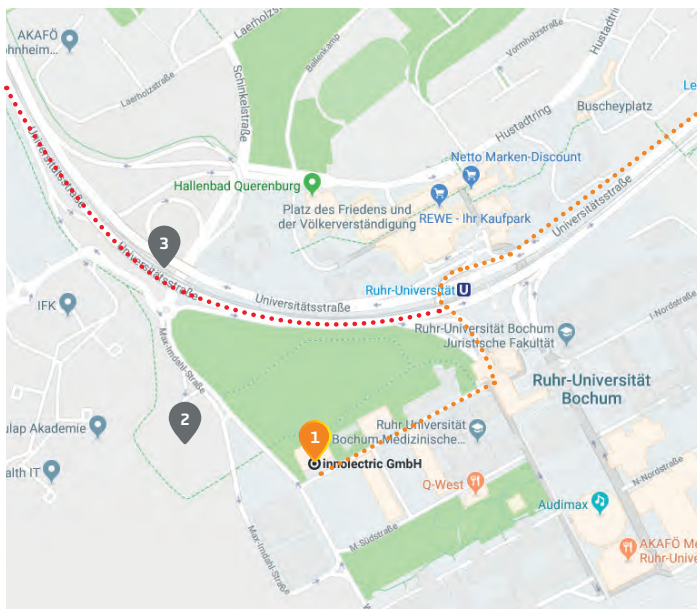 AKAFÖ
ohnheim...
Laerholzstraße
Laerholzstraße
Schinkelstraße
Bellenkamp
Vormholzstraße
Hustadtring
Buscheyplatz
Le
Hustadtring
Netto Marken-Discount
Hallenbad Querenburg
Platz des Friedens und
der Völkerverständigung
REWE - Ihr Kaufpark
Universitätsstraße
Universitätsstraße
3
Universitätsstraße
Universitätsstraße
Ruhr-Universität
U
IFK
Max-Imdahl-Straße
Ruhr-Universität Bochum
Juristische Fakultät
I-Nordstraße
Ruhr-Universität
Bochum
2
1
ulap Akademie
Ruhr Universität
Bochum Medizinische...
innolectric GmbH
alth IT
Q-West
N-Nordstraße
Audimax
Max-Imdahl-Straße
M-Südstraße
AKAFÖ Me
Ruhr-Unive